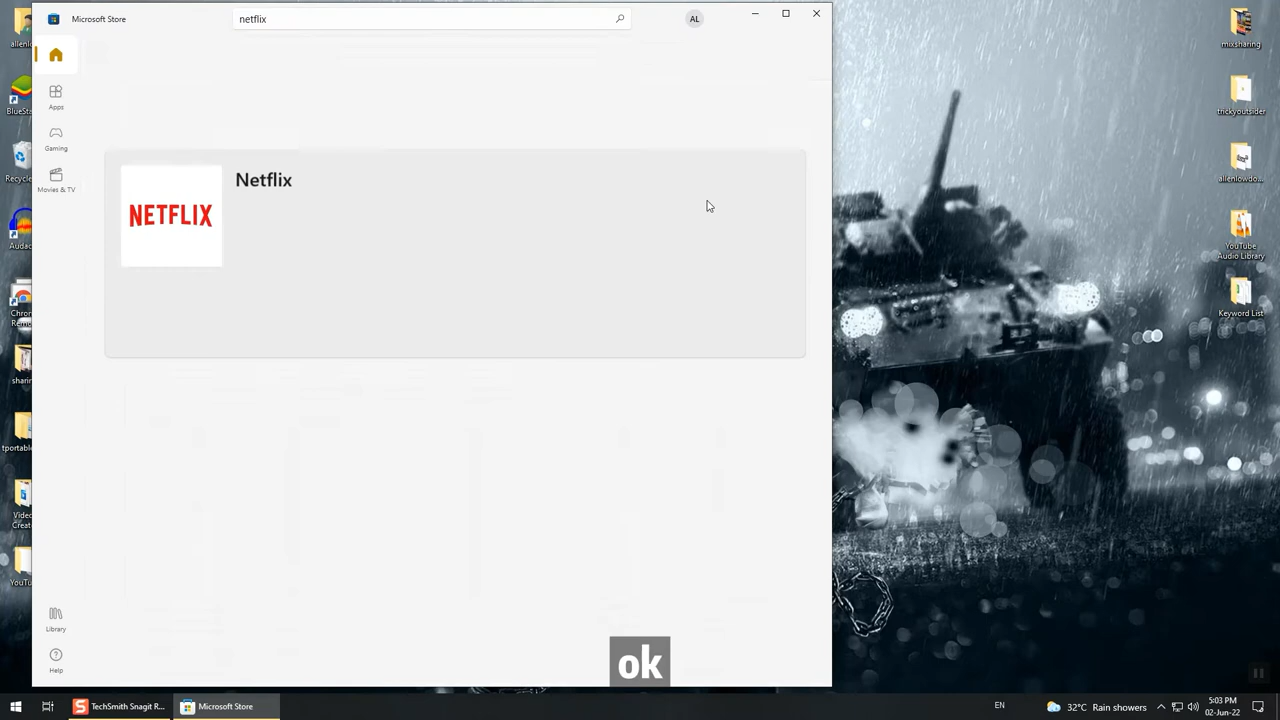 Microsoft Store
netflix
AL
Apps
Gaming
Movies & TV
NETFLIX
Netflix
Library
Help
mixsharing
trickyoutsider
alienlowdo...
YouTube
Audio Library
Keyword List
ok
TechSmith Snagit R...
Microsoft Store
EN
32°C Rain showers
5:03 PM
02-Jun-22